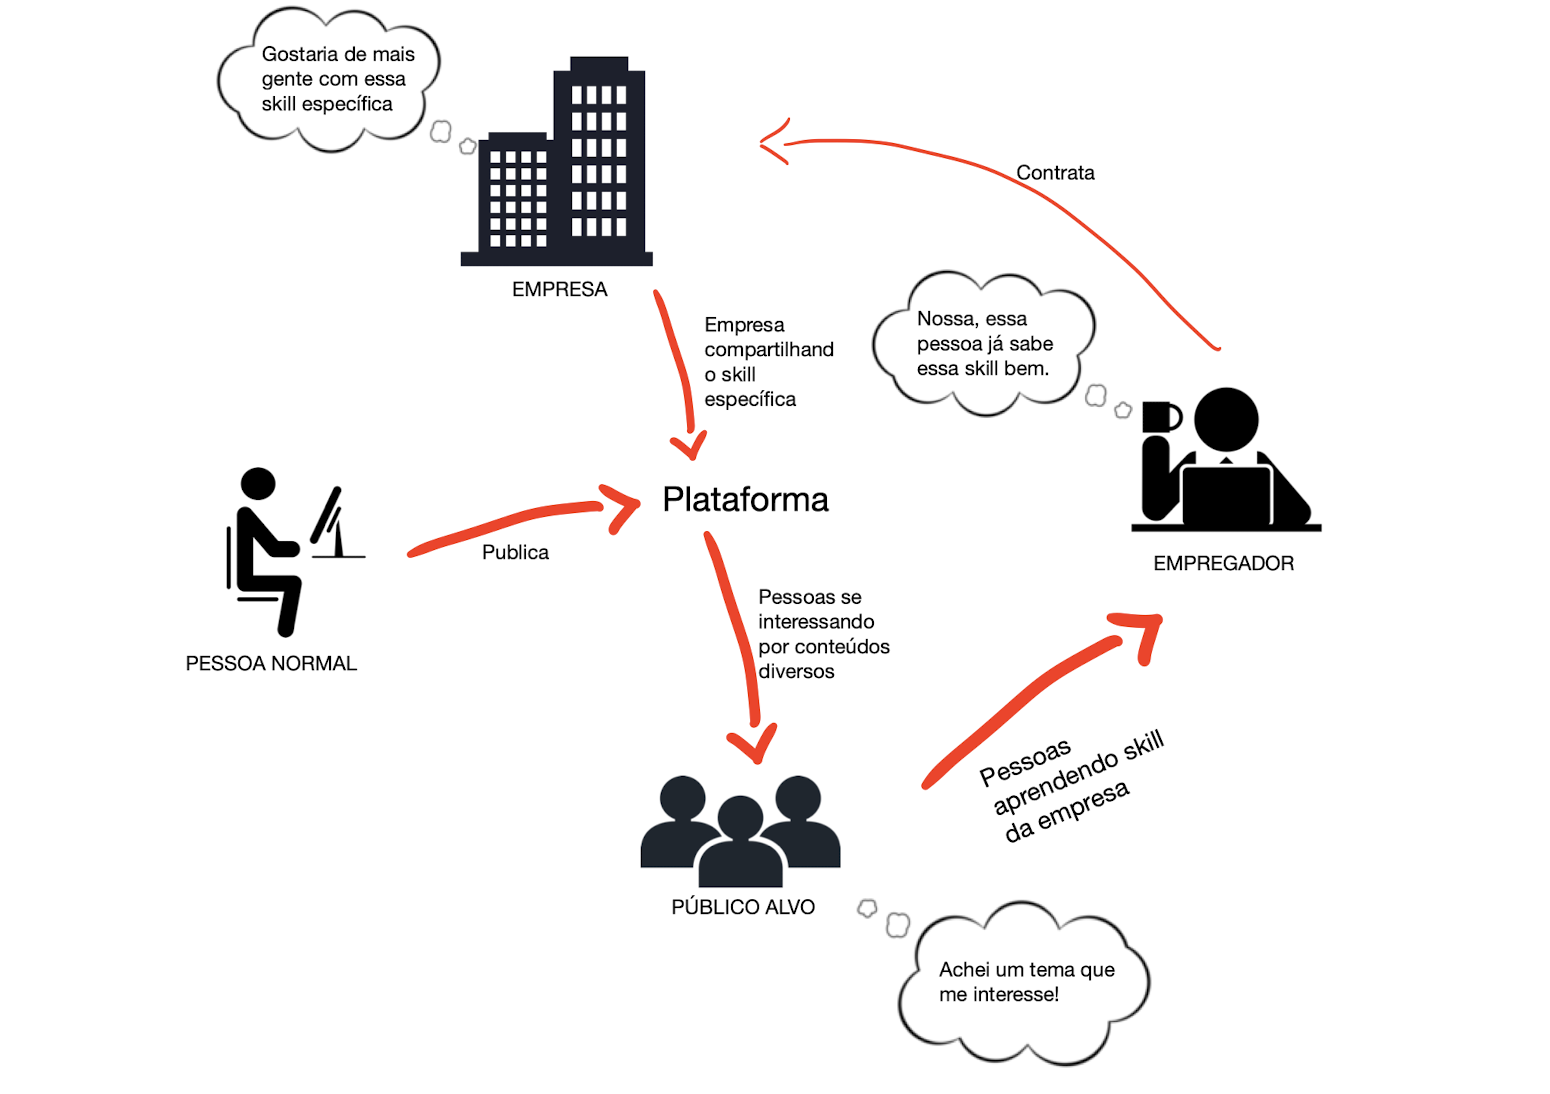 Gostaria de mais
gente com essa
skill específica
EMPRESA
Contrata
Empresa
compartilhand
o skill
específica
Nossa, essa
pessoa já sabe
essa skill bem.
EMPREGADOR
Plataforma
Publica
PESSOA NORMAL
Pessoas se
interessando
por conteúdos
diversos
Pessoas
aprendendo skill
da empresa
PÚBLICO ALVO
Achei um tema que
me interesse!